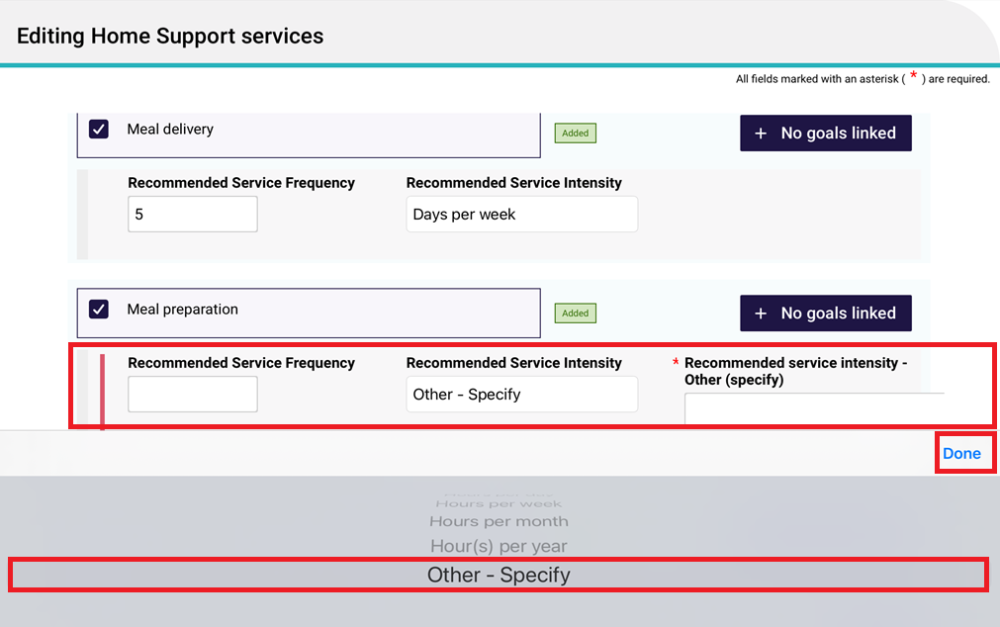 Editing Home Support services
All fields marked with an asterisk ( * ) are required.
Meal delivery
Added
+ No goals linked
Recommended Service Frequency
Recommended Service Intensity
5
Days per week
Meal preparation
Added
+ No goals linked
Recommended Service Frequency
Recommended Service Intensity
* Recommended service intensity -
Other (specify)
Other - Specify
Done
Hours per week
Hours per month
Hour(s) per year
Other - Specify